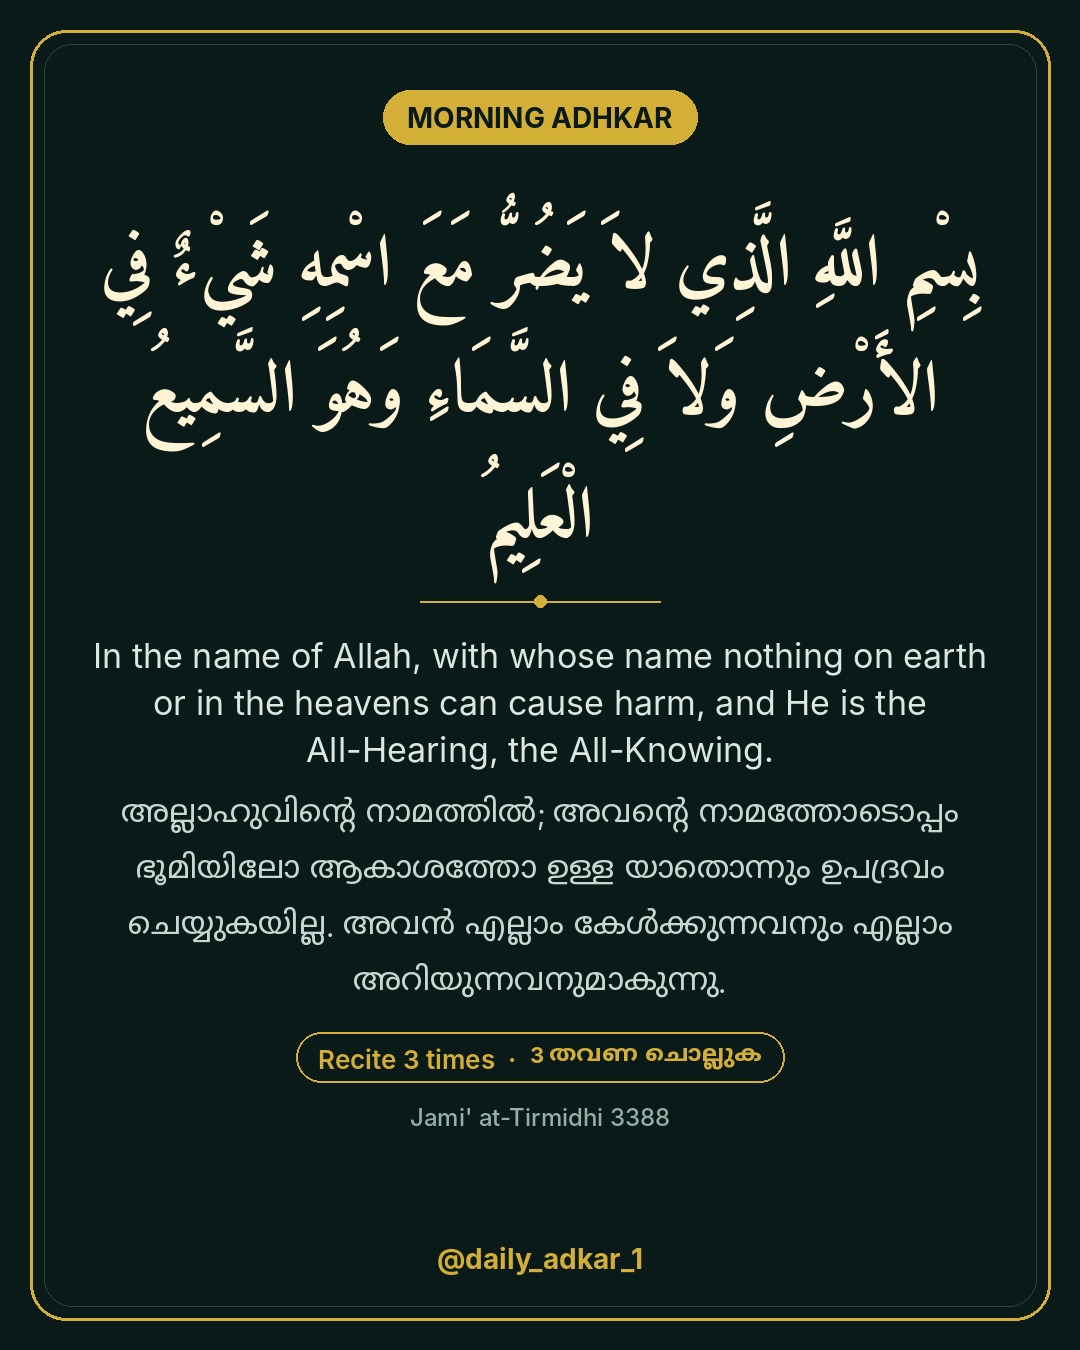 MORNING ADHKAR
بِسْمِ اللَّهِ الَّذِي لاَ يَضُرُّ مَعَ اسْمِهِ شَيْءٌ فِي
الأَرْضِ وَلاَ فِي السَّمَاءِ وَهُوَ السَّمِيعُ
الْعَلِيمُ
In the name of Allah, with whose name nothing on earth
or in the heavens can cause harm, and He is the
All-Hearing, the All-Knowing.
അല്ലാഹുവിന്റെ നാമത്തിൽ; അവന്റെ നാമത്തോടൊപ്പം
ഭൂമിയിലോ ആകാശത്തോ ഉള്ള യാതൊന്നും ഉപദ്രവം
ചെയ്യുകയില്ല. അവൻ എല്ലാം കേൾക്കുന്നവനും എല്ലാം
അറിയുന്നവനുമാകുന്നു.
Recite 3 times · 3 തവണ ചൊല്ലുക
Jami' at-Tirmidhi 3388
@daily_adkar_1